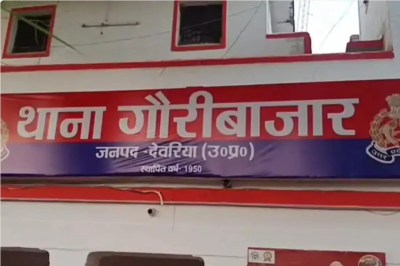 थाना गौरीबाजार
जनपद -देवरिया (उ०प्र०)
स्थापित वर्ष- 1950